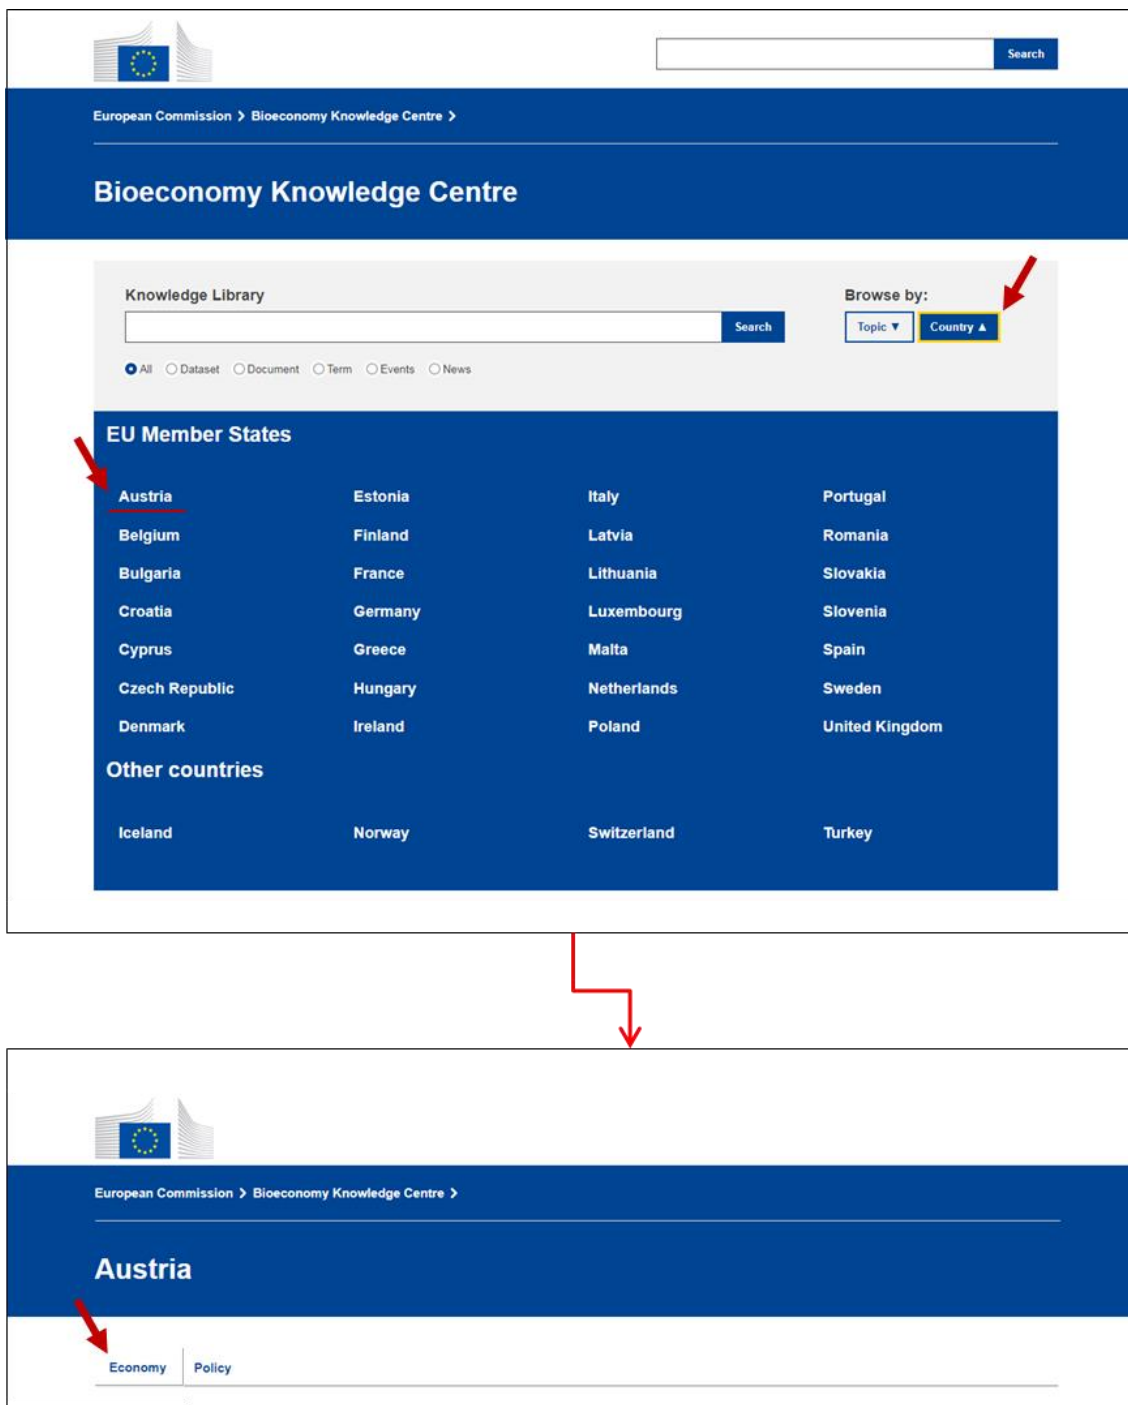 Search
European Commission > Bioeconomy Knowledge Centre >
Bioeconomy Knowledge Centre
Knowledge Library
Browse by:
Search
Topic ▼ Country ▲
All Dataset Document Term Events News
EU Member States
Austria Estonia Italy Portugal
Belgium Finland Latvia Romania
Bulgaria France Lithuania Slovakia
Croatia Germany Luxembourg Slovenia
Cyprus Greece Malta Spain
Czech Republic Hungary Netherlands Sweden
Denmark Ireland Poland United Kingdom
Other countries
Iceland Norway Switzerland Turkey
European Commission > Bioeconomy Knowledge Centre >
Austria
Economy Policy